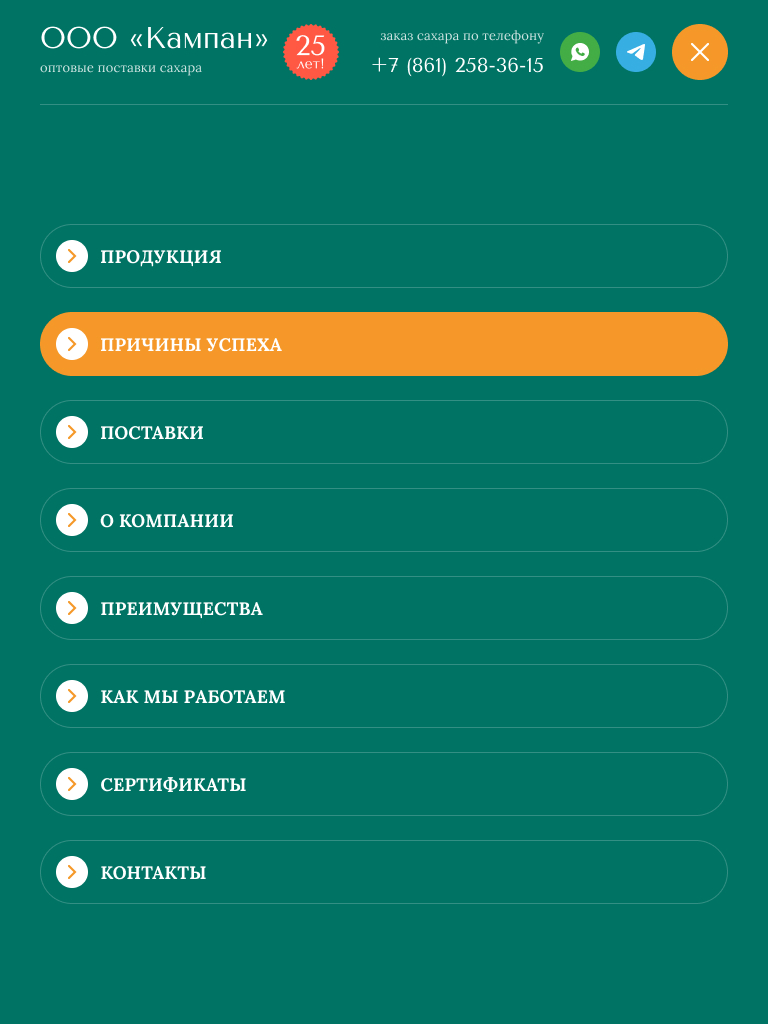 ООО «Кампан»
оптовые поставки сахара
25
лет!
заказ сахара по телефону
+7 (861) 258-36-15
ПРОДУКЦИЯ
ПРИЧИНЫ УСПЕХА
ПОСТАВКИ
О КОМПАНИИ
ПРЕИМУЩЕСТВА
КАК МЫ РАБОТАЕМ
СЕРТИФИКАТЫ
КОНТАКТЫ